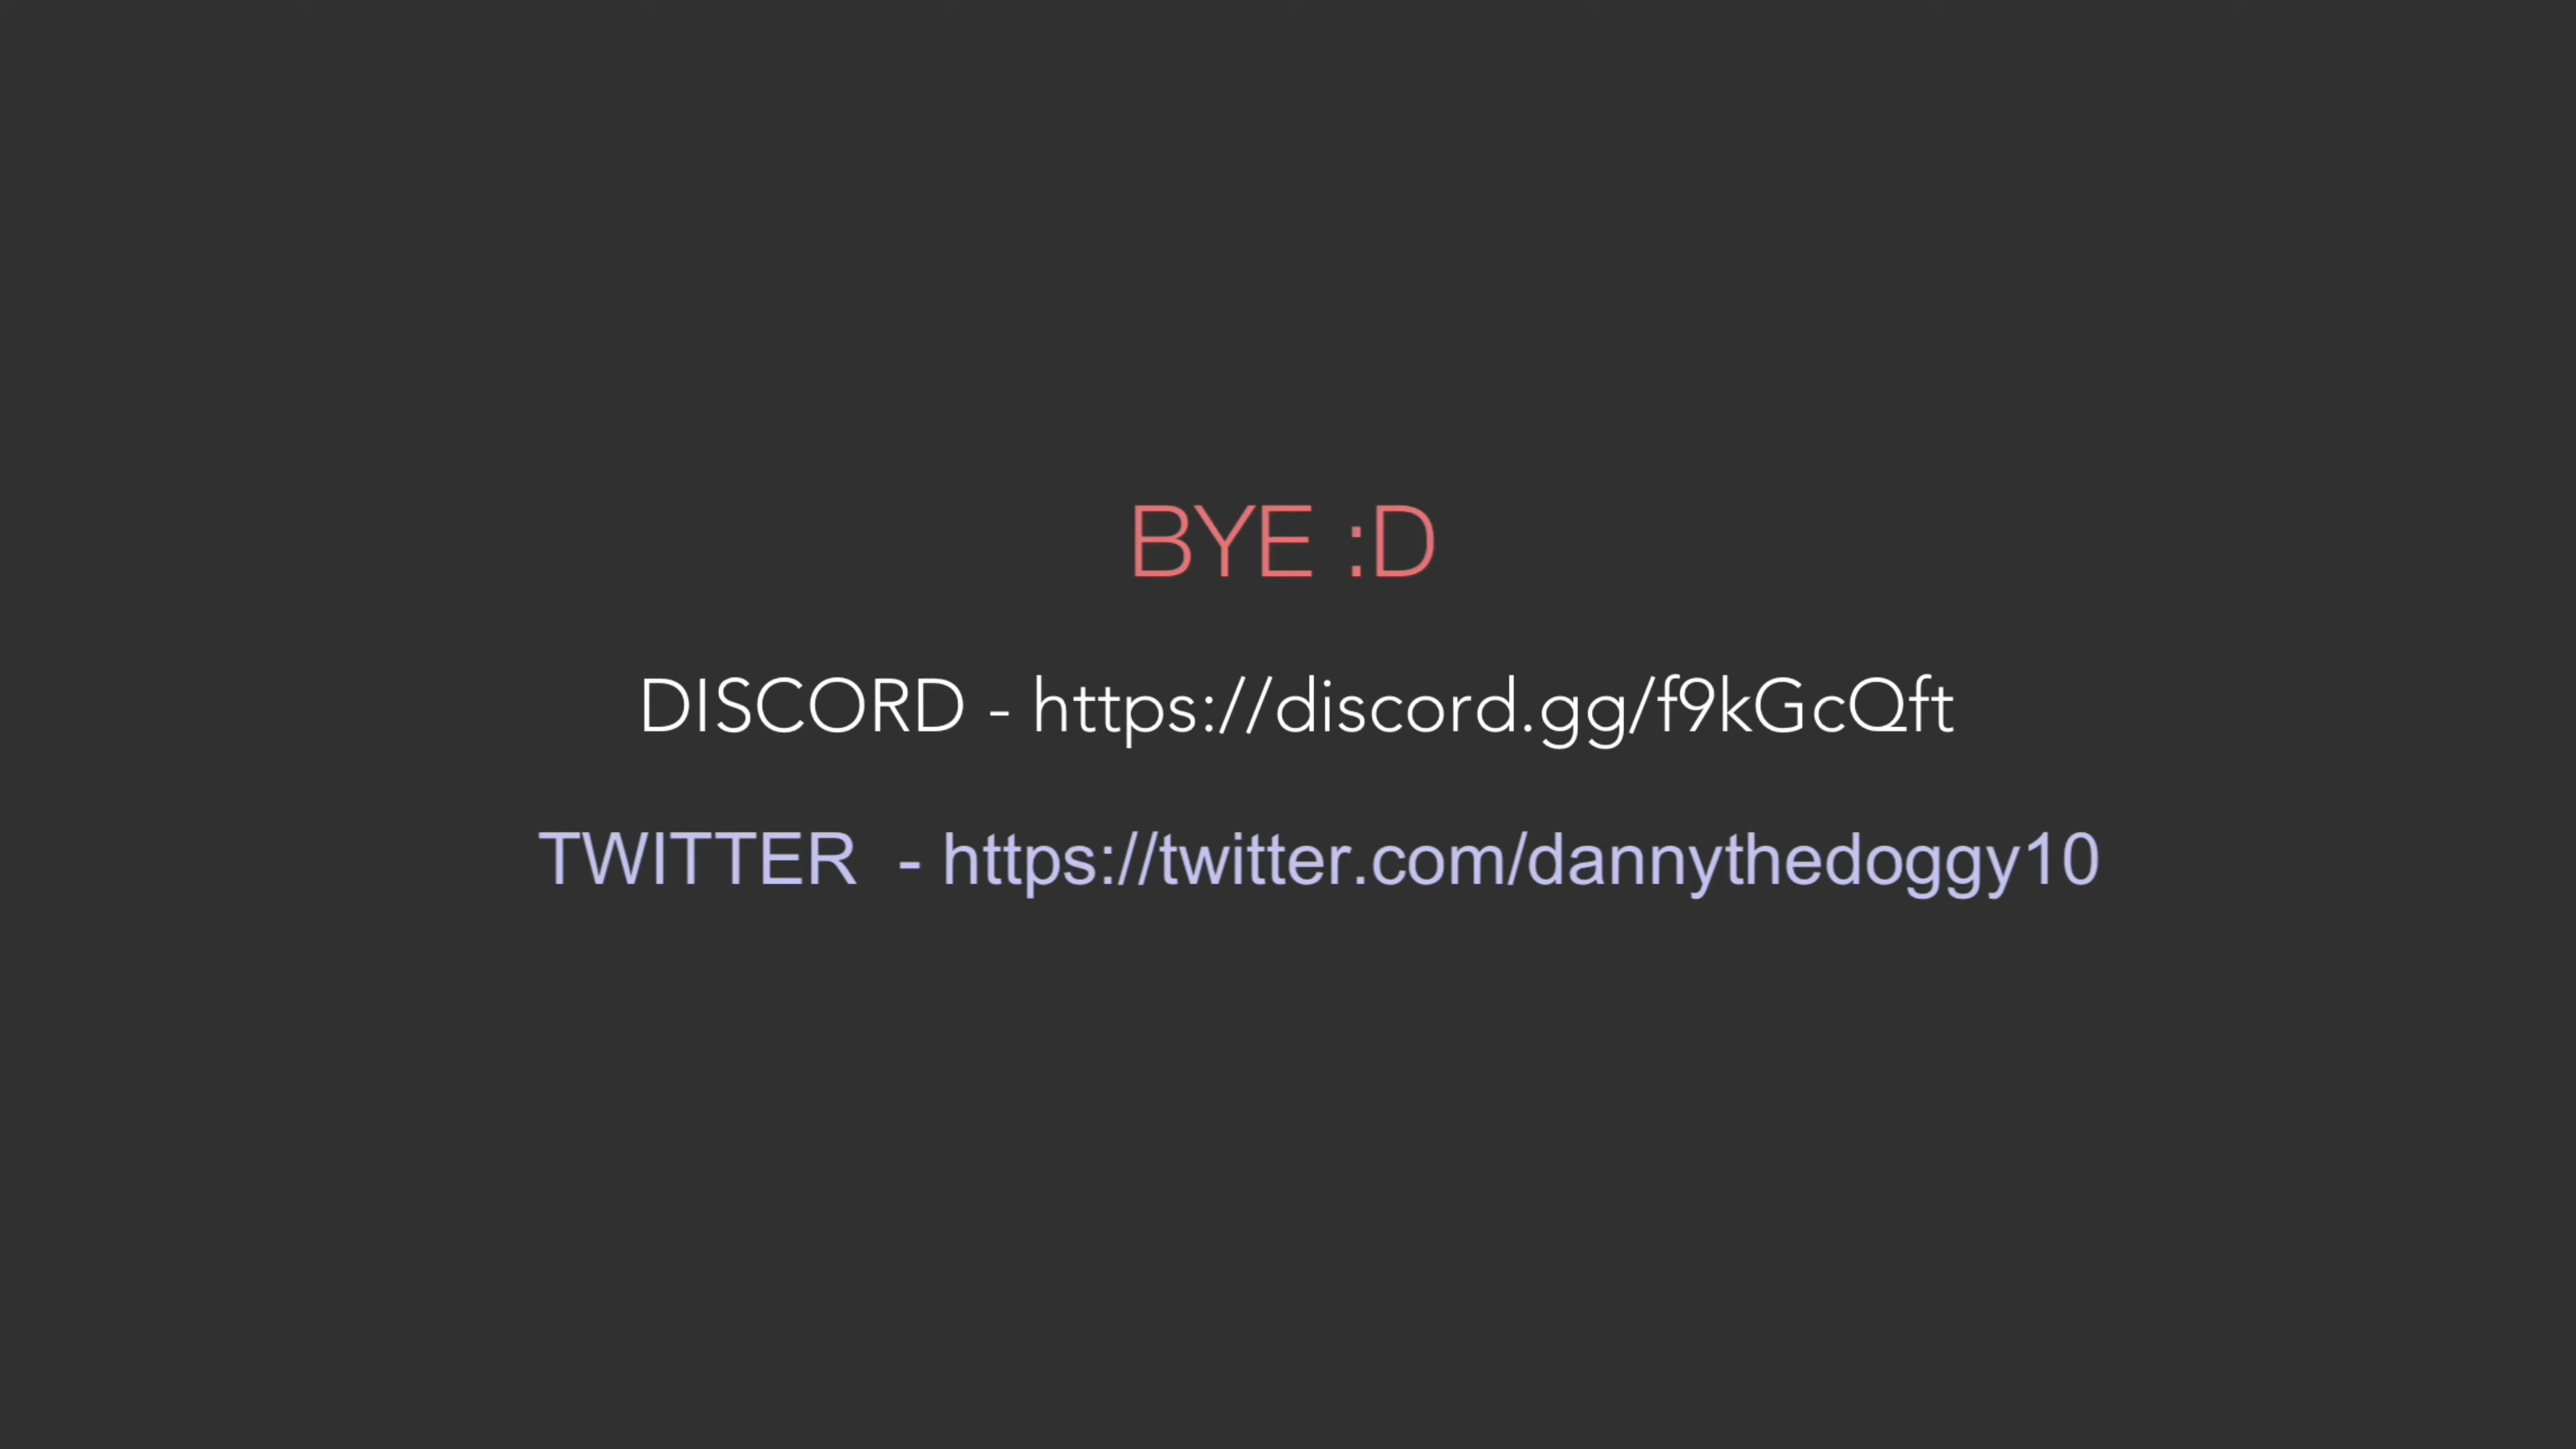 BYE :D
DISCORD - https://discord.gg/f9kGcQft
TWITTER  - https://twitter.com/dannythedoggy10